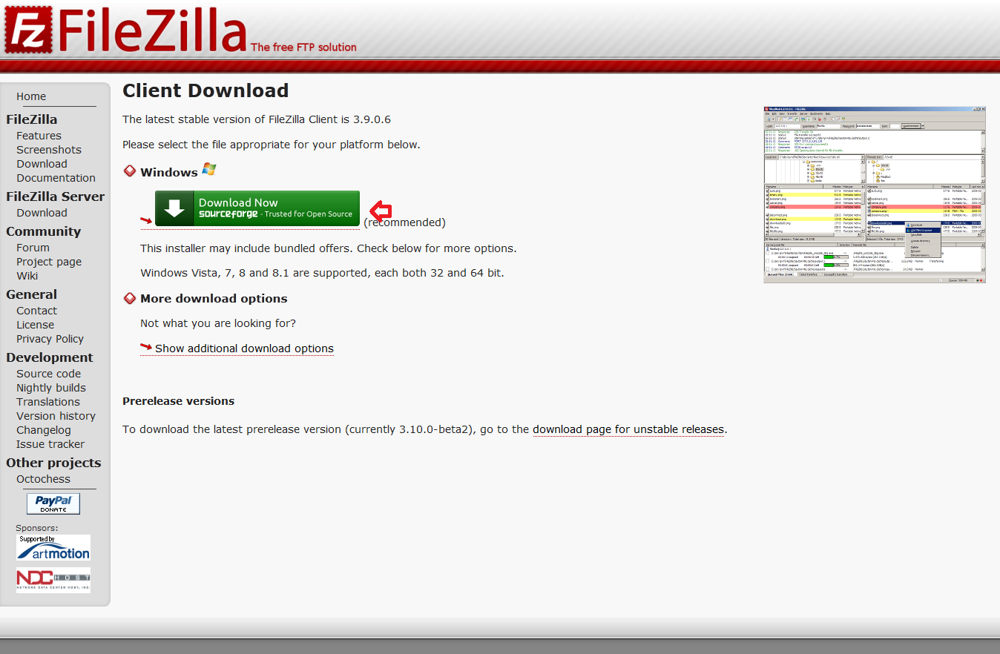 FileZilla The free FTP solution
Home
FileZilla
Features
Screenshots
Download
Documentation
FileZilla Server
Download
Community
Forum
Project page
Wiki
General
Contact
License
Privacy Policy
Development
Source code
Nightly builds
Translations
Version history
Changelog
Issue tracker
Other projects
Octochess
PayPal
DONATE
Sponsors:
Supported by
artmotion
NDC HOST
NETWORK DATA CENTER HOST, INC.
Client Download
The latest stable version of FileZilla Client is 3.9.0.6
Please select the file appropriate for your platform below.
Windows
Download Now
sourceforge - Trusted for Open Source
(recommended)
This installer may include bundled offers. Check below for more options.
Windows Vista, 7, 8 and 8.1 are supported, each both 32 and 64 bit.
More download options
Not what you are looking for?
Show additional download options
Prerelease versions
To download the latest prerelease version (currently 3.10.0-beta2), go to the download page for unstable releases.